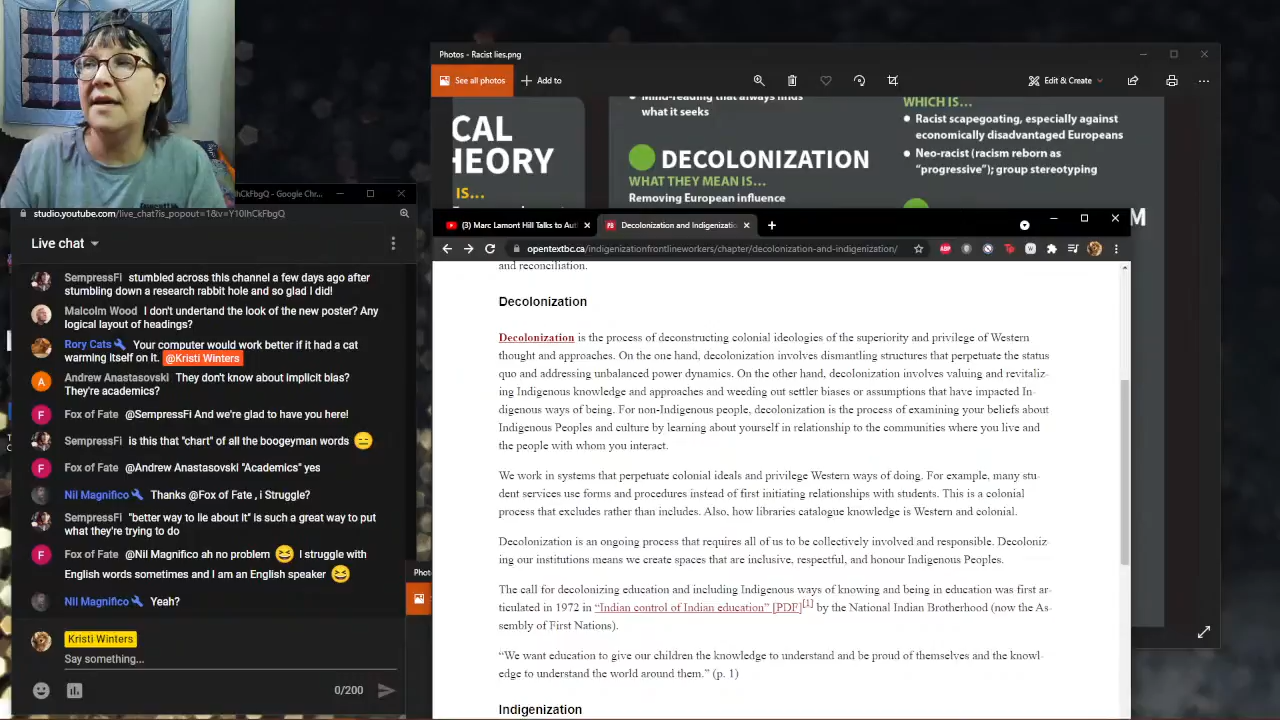 Photos - Racist lies.png
See all photos
Add to
Edit & Create
CAL
HEORY
IS...
Mind-reading that always finds
what it seeks
DECOLONIZATION
WHAT THEY MEAN IS...
Removing European influence
WHICH IS...
Racist scapegoating, especially against
economically disadvantaged Europeans
Neo-racist (racism reborn as
"progressive"); group stereotyping
M
hCkFbgQ - Google Chr...
studio.youtube.com/live_chat?is_popout=1&v=Y10IhCkFbgQ
Live chat
SempressFi stumbled across this channel a few days ago after
stumbling down a research rabbit hole and so glad I did!
Malcolm Wood I don't undertand the look of the new poster? Any
logical layout of headings?
Rory Cats Your computer would work better if it had a cat
warming itself on it. @Kristi Winters
Andrew Anastasovski They don't know about implicit bias?
They're academics?
Fox of Fate @SempressFi And we're glad to have you here!
SempressFi is this that "chart" of all the boogeyman words
Fox of Fate @Andrew Anastasovski "Academics" yes
Nil Magnifico Thanks @Fox of Fate , i Struggle?
SempressFi "better way to lie about it" is such a great way to put
what they're trying to do
Fox of Fate @Nil Magnifico ah no problem I struggle with
English words sometimes and I am an English speaker
Nil Magnifico Yeah?
Kristi Winters
Say something...
0/200
Phot
(3) Marc Lamont Hill Talks to Aut
Decolonization and Indigenizatio
opentextbc.ca/indigenizationfrontlineworkers/chapter/decolonization-and-indigenization/
and reconciliation.
Decolonization
Decolonization is the process of deconstructing colonial ideologies of the superiority and privilege of Western
thought and approaches. On the one hand, decolonization involves dismantling structures that perpetuate the status
quo and addressing unbalanced power dynamics. On the other hand, decolonization involves valuing and revitaliz-
ing Indigenous knowledge and approaches and weeding out settler biases or assumptions that have impacted In-
digenous ways of being. For non-Indigenous people, decolonization is the process of examining your beliefs about
Indigenous Peoples and culture by learning about yourself in relationship to the communities where you live and
the people with whom you interact.
We work in systems that perpetuate colonial ideals and privilege Western ways of doing. For example, many stu-
dent services use forms and procedures instead of first initiating relationships with students. This is a colonial
process that excludes rather than includes. Also, how libraries catalogue knowledge is Western and colonial.
Decolonization is an ongoing process that requires all of us to be collectively involved and responsible. Decoloniz-
ing our institutions means we create spaces that are inclusive, respectful, and honour Indigenous Peoples.
The call for decolonizing education and including Indigenous ways of knowing and being in education was first ar-
ticulated in 1972 in "Indian control of Indian education" [PDF][1] by the National Indian Brotherhood (now the As-
sembly of First Nations).
"We want education to give our children the knowledge to understand and be proud of themselves and the knowl-
edge to understand the world around them." (p. 1)
Indigenization